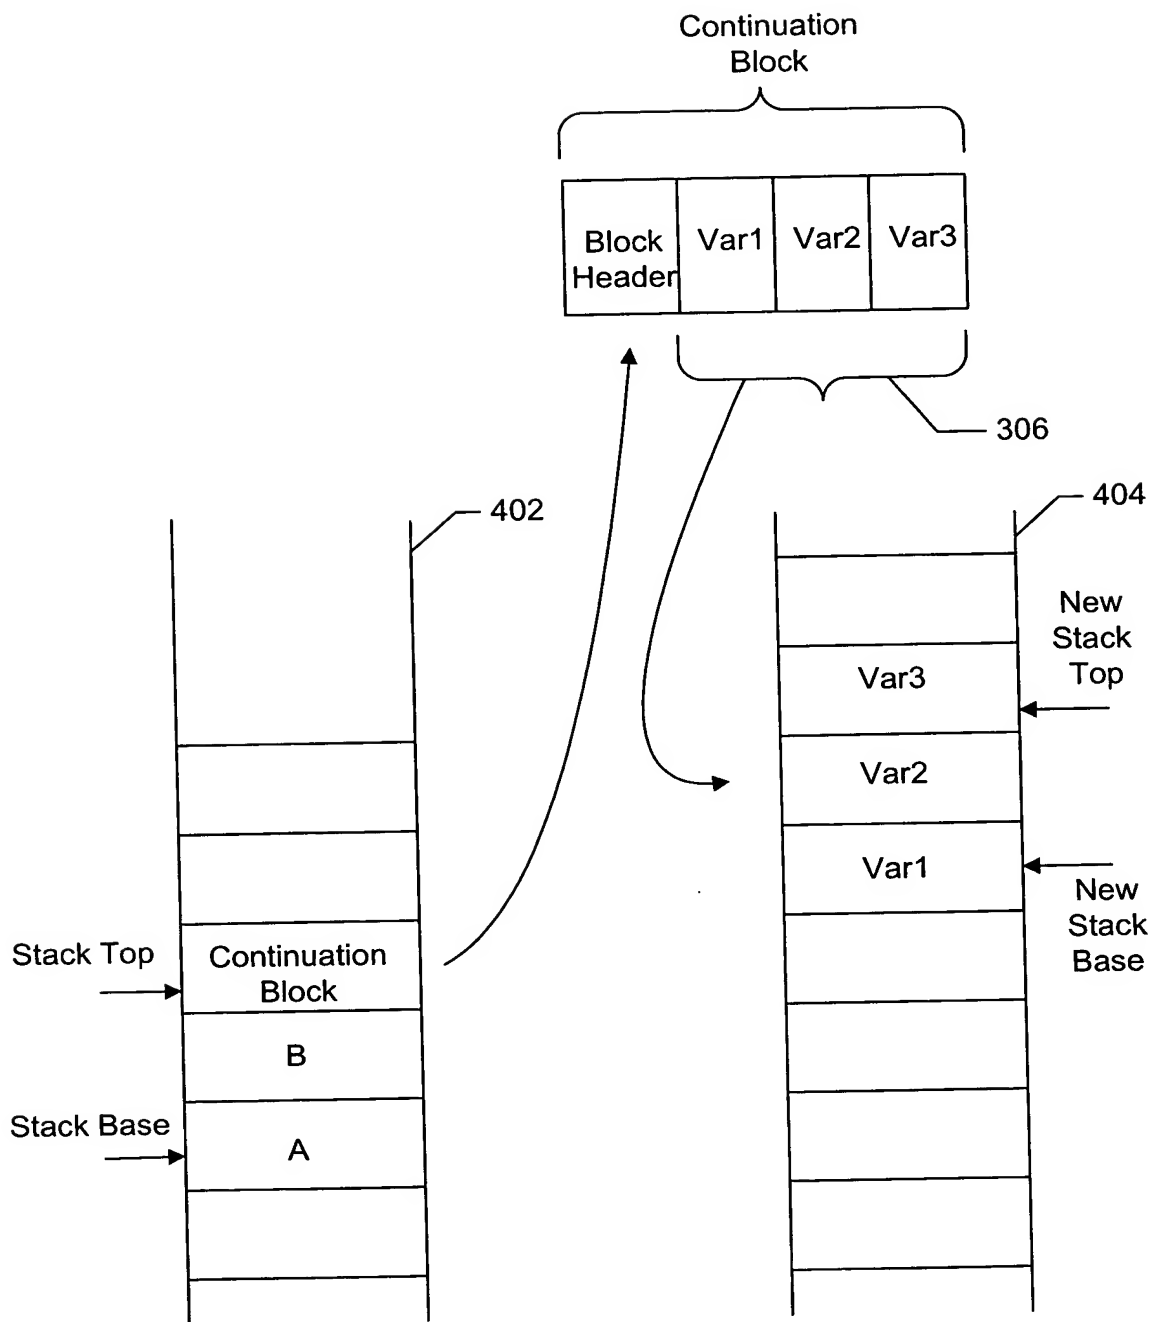 Continuation
Block
Block
Header
Var1
Var2
Var3
306
402
404
New
Stack
Top
Var3
Var2
Var1
New
Stack
Base
Stack Top
Continuation
Block
B
Stack Base
A